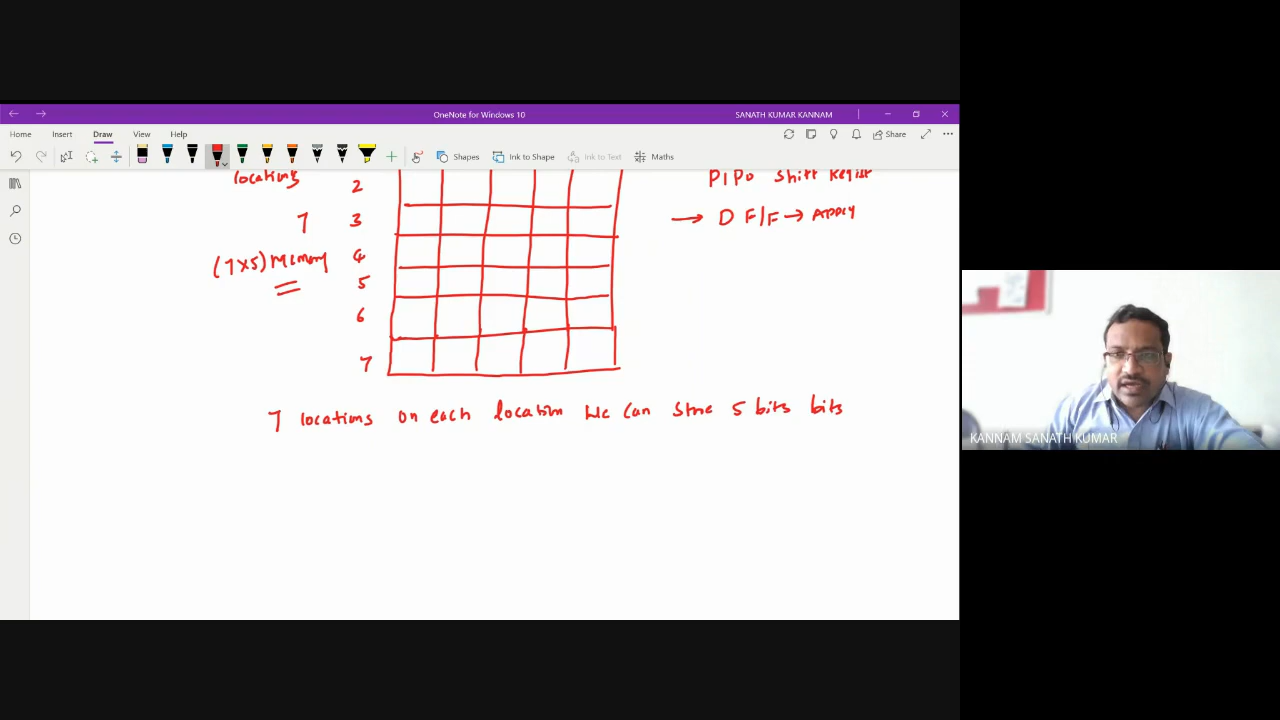 OneNote for Windows 10
SANATH KUMAR KANNAM
Home Insert Draw View Help
Share
Shapes Ink to Shape Ink to Text Maths
locating
2
PIPO Shift Regist
7
3
→ D F/F → Apply
(7x5) Memory
4
5
6
7
7 locations on each location we can store 5 bits bits
KANNAM SANATH KUMAR